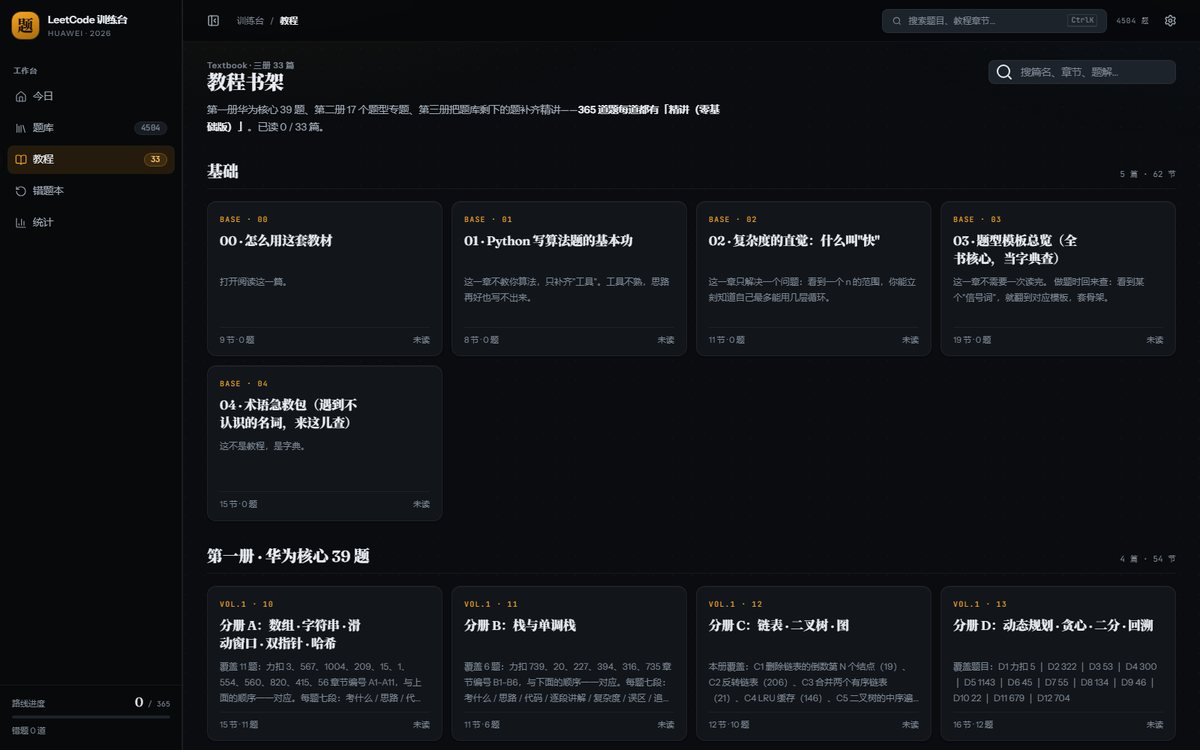 题
LeetCode 训练台
HUAWEI · 2026
工作台
今日
题库 4584
教程 33
错题本
统计
路线进度 0 / 365
错题 0 道
训练台 / 教程
搜索题目、教程章节… CtrlK 4584 题
Textbook · 三册 33 篇
教程书架
搜篇名、章节、题解…
第一册华为核心 39 题、第二册 17 个题型专题、第三册把题库剩下的题补齐精讲——365 道题每道都有「精讲（零基
础版）」。已读 0 / 33 篇。
基础 5 篇 · 62 节
BASE · 00
00 · 怎么用这套教材
打开阅读这一篇。
9 节·0 题 未读
BASE · 01
01 · Python 写算法题的基本功
这一章不教你算法，只补齐"工具"。工具不熟，思路
再好也写不出来。
8 节·0 题 未读
BASE · 02
02 · 复杂度的直觉：什么叫"快"
这一章只解决一个问题：看到一个 n 的范围，你能立
刻知道自己最多能用几层循环。
11 节·0 题 未读
BASE · 03
03 · 题型模板总览（全
书核心，当字典查）
这一章不需要一次读完。 做题时回来查：看到某
个"信号词"，就翻到对应模板，套骨架。
19 节·0 题 未读
BASE · 04
04 · 术语急救包（遇到不
认识的名词，来这儿查）
这不是教程，是字典。
15 节·0 题 未读
第一册 · 华为核心 39 题 4 篇 · 54 节
VOL.1 · 10
分册 A：数组 · 字符串 · 滑
动窗口 · 双指针 · 哈希
覆盖 11 题：力扣 3、567、1004、209、15、1、
554、560、820、415、56 章节编号 A1–A11，与上
面的顺序一一对应。每题七段：考什么 / 思路 / 代…
15 节·11 题 未读
VOL.1 · 11
分册 B：栈与单调栈
覆盖 6 题：力扣 739、20、227、394、316、735 章
节编号 B1–B6，与下面的顺序一一对应。每题七段：
考什么 / 思路 / 代码 / 逐段讲解 / 复杂度 / 误区 / 追…
11 节·6 题 未读
VOL.1 · 12
分册 C：链表 · 二叉树 · 图
本册覆盖：C1 删除链表的倒数第 N 个结点（19）、
C2 反转链表（206）、C3 合并两个有序链表
（21）、C4 LRU 缓存（146）、C5 二叉树的中序遍…
12 节·10 题 未读
VOL.1 · 13
分册 D：动态规划 · 贪心 · 二分 · 回溯
覆盖题目：D1 力扣 5 ｜ D2 322 ｜ D3 53 ｜ D4 300
｜ D5 1143 ｜ D6 45 ｜ D7 55 ｜ D8 134 ｜ D9 46 ｜
D10 22 ｜ D11 679 ｜ D12 704
16 节·12 题 未读